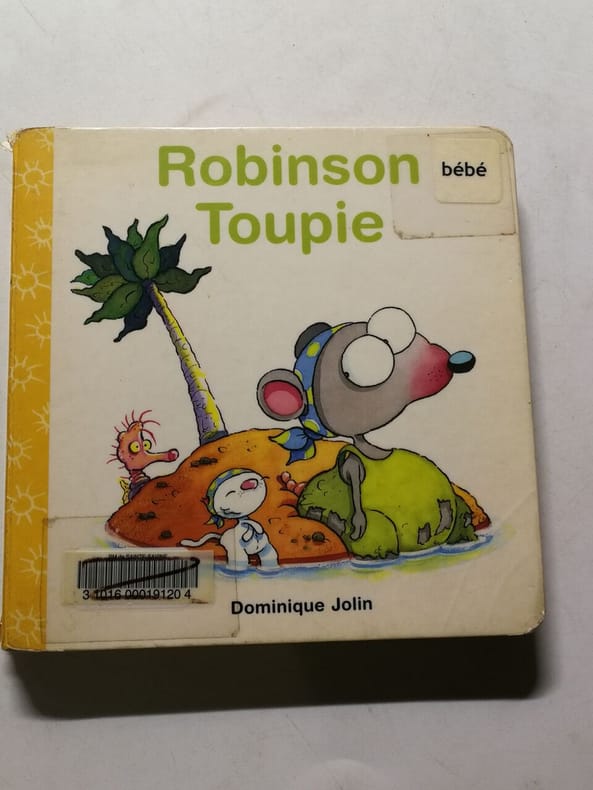 Robinson
bébé
Toupie
3 1016 00019120 4
Dominique Jolin